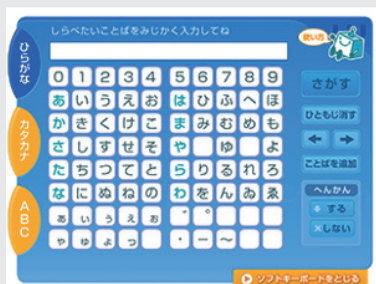 しらべたいことばをみじかく入力してね
使い方
ひらがな
カタカナ
ABC
0 1 2 3 4 5 6 7 8 9
あ い う え お は ひ ふ へ ほ
か き く け こ ま み む め も
さ し す せ そ や ゆ よ
た ち つ て と ら り る れ ろ
な に ぬ ね の わ を ん ゐ ゑ
ぁ ぃ ぅ ぇ ぉ ゛ ゜
ゃ ゅ ょ っ ・ ー ～
さがす
ひともじ消す
← →
ことばを追加
へんかん
する
×しない
ソフトキーボードをとじる